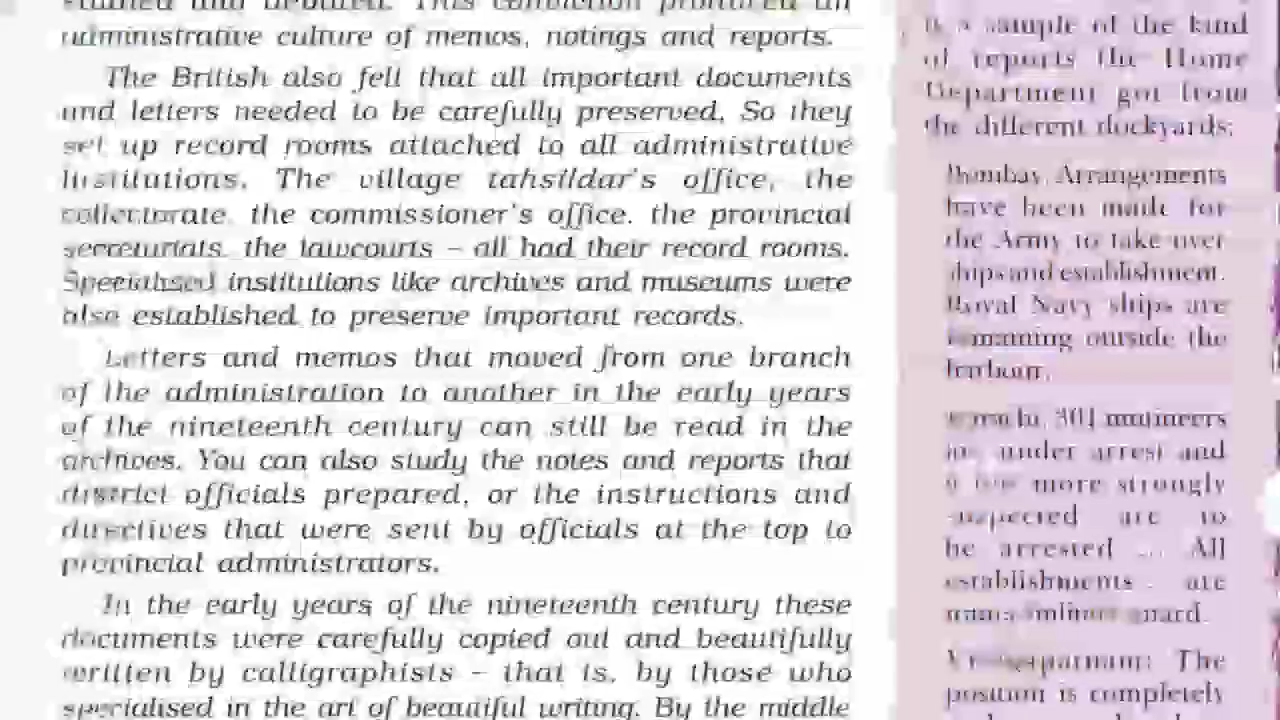 administrative culture of memos, notings and reports.
The British also felt that all important documents
and letters needed to be carefully preserved. So they
set up record rooms attached to all administrative
institutions. The village tahsildar's office, the
collectorate, the commissioner's office, the provincial
secretariats, the lawcourts – all had their record rooms.
Specialised institutions like archives and museums were
also established to preserve important records.
Letters and memos that moved from one branch
of the administration to another in the early years
of the nineteenth century can still be read in the
archives. You can also study the notes and reports that
district officials prepared, or the instructions and
directives that were sent by officials at the top to
provincial administrators.
In the early years of the nineteenth century these
documents were carefully copied out and beautifully
written by calligraphists – that is, by those who
specialised in the art of beautiful writing. By the middle
is a sample of the kind
of reports the Home
Department got from
the different dockyards:
Bombay: Arrangements
have been made for
the Army to take over
ships and establishment.
Royal Navy ships are
remaining outside the
harbour.
301 mutineers
are under arrest and
a few more strongly
suspected are to
be arrested ... All
establishments ... are
under military guard.
The
position is completely